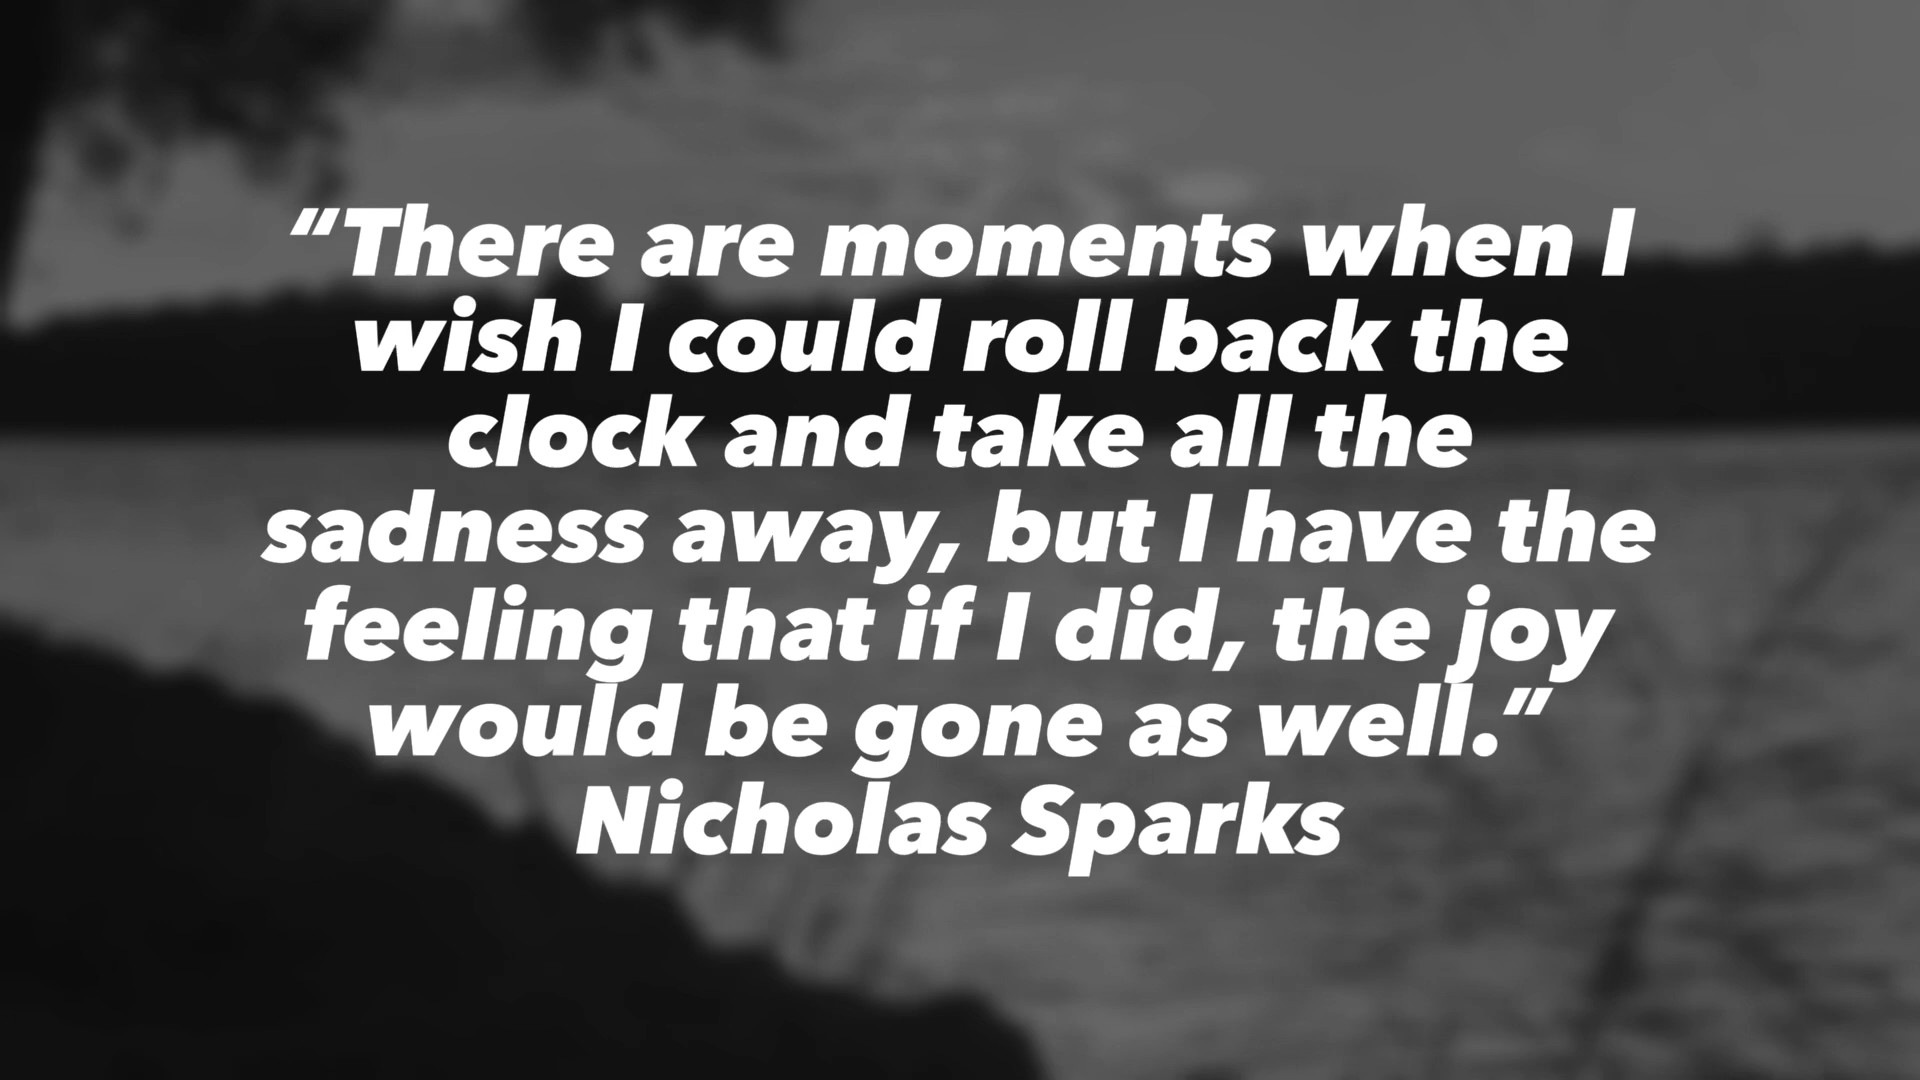 “There are moments when I
wish I could roll back the
clock and take all the
sadness away, but I have the
feeling that if I did, the joy
would be gone as well.”
Nicholas Sparks